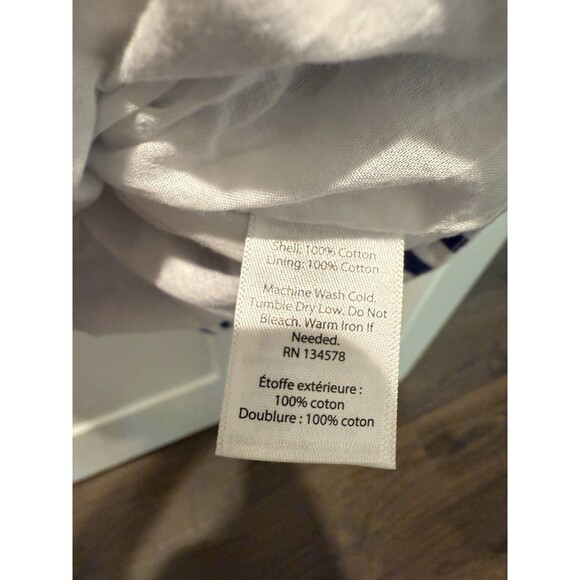 Shell: 100% Cotton
Lining: 100% Cotton
Machine Wash Cold.
Tumble Dry Low. Do Not
Bleach. Warm Iron If
Needed.
RN 134578
Étoffe extérieure :
100% coton
Doublure : 100% coton